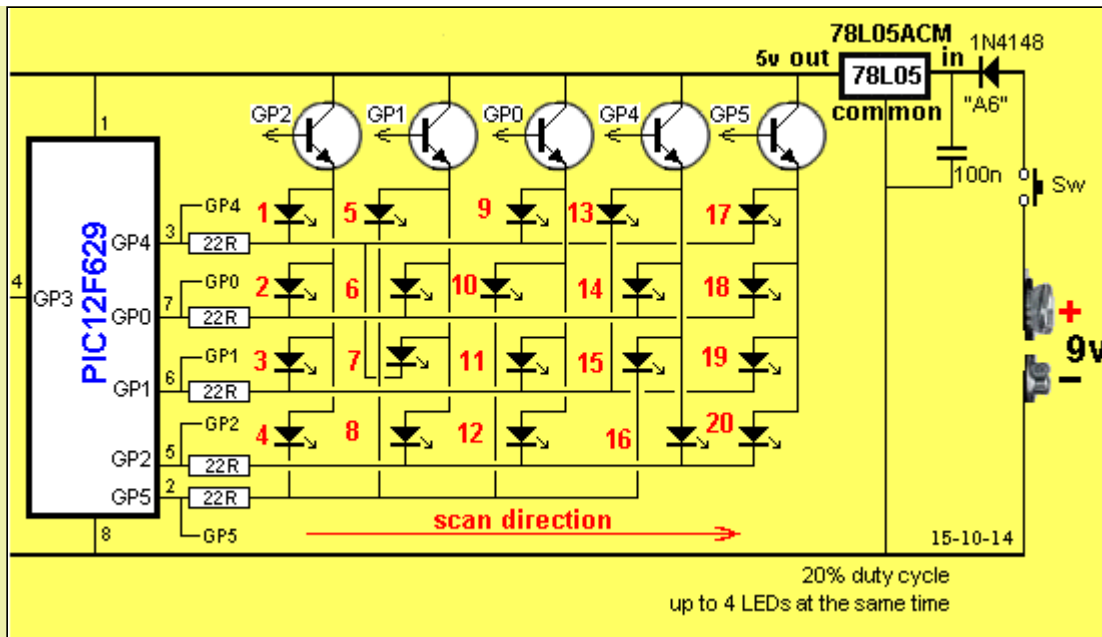 78L05ACM
1N4148
5v out
78L05
in
common
"A6"
100n
Sw
+
9v
−
GP2
GP1
GP0
GP4
GP5
1
PIC12F629
4
GP3
GP4
3
GP4
22R
GP0
7
GP0
22R
GP1
6
GP1
22R
GP2
5
GP2
22R
GP5
2
22R
GP5
8
1
5
9
13
17
2
6
10
14
18
3
7
11
15
19
4
8
12
16
20
scan direction
15-10-14
20% duty cycle
up to 4 LEDs at the same time